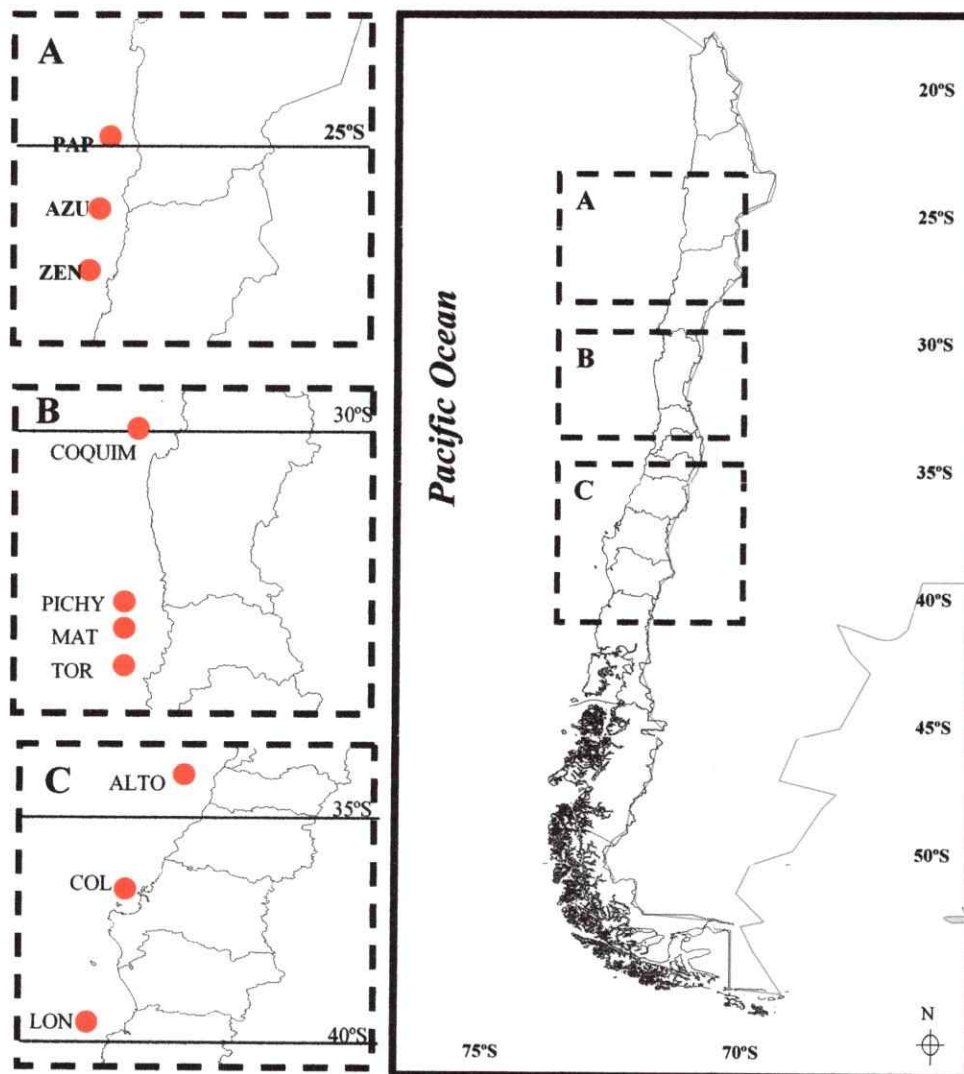 A
25ºS
PAP
AZU
ZEN
B
30ºS
COQUIM
PICHY
MAT
TOR
C
ALTO
35ºS
COL
LON
40ºS
Pacific Ocean
20ºS
A
25ºS
B
30ºS
C
35ºS
40ºS
45ºS
50ºS
N
75ºS
70ºS